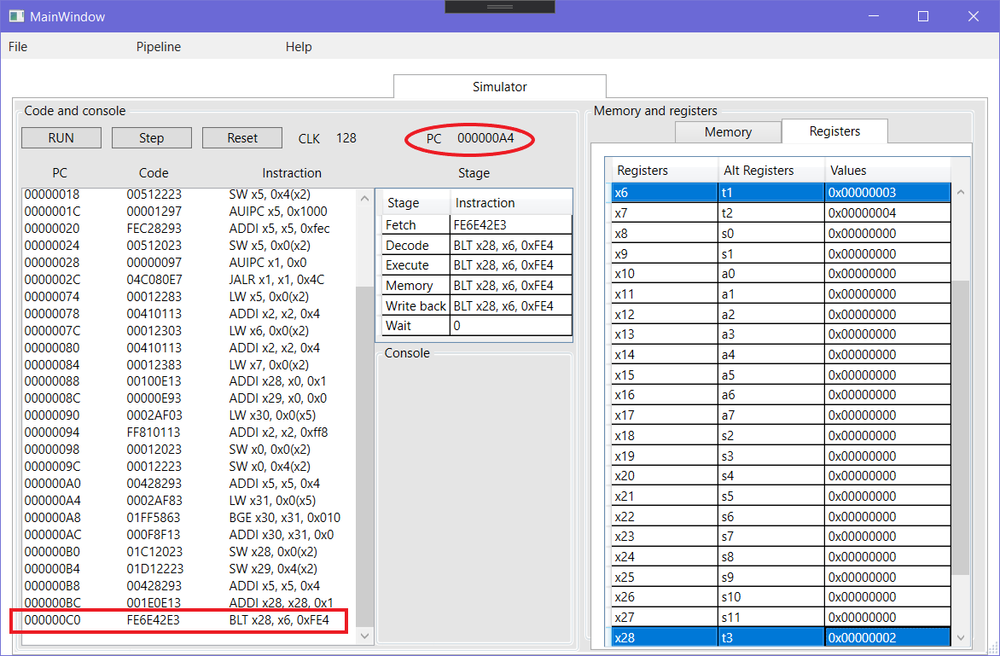 MainWindow
File Pipeline Help
Simulator
Code and console
RUN Step Reset CLK 128 PC 000000A4
PC Code Instraction Stage
00000018 00512223 SW x5, 0x4(x2)
0000001C 00001297 AUIPC x5, 0x1000
00000020 FEC28293 ADDI x5, x5, 0xfec
00000024 00512023 SW x5, 0x0(x2)
00000028 00000097 AUIPC x1, 0x0
0000002C 04C080E7 JALR x1, x1, 0x4C
00000074 00012283 LW x5, 0x0(x2)
00000078 00410113 ADDI x2, x2, 0x4
0000007C 00012303 LW x6, 0x0(x2)
00000080 00410113 ADDI x2, x2, 0x4
00000084 00012383 LW x7, 0x0(x2)
00000088 00100E13 ADDI x28, x0, 0x1
0000008C 00000E93 ADDI x29, x0, 0x0
00000090 0002AF03 LW x30, 0x0(x5)
00000094 FF810113 ADDI x2, x2, 0xff8
00000098 00012023 SW x0, 0x0(x2)
0000009C 00012223 SW x0, 0x4(x2)
000000A0 00428293 ADDI x5, x5, 0x4
000000A4 0002AF83 LW x31, 0x0(x5)
000000A8 01FF5863 BGE x30, x31, 0x010
000000AC 000F8F13 ADDI x30, x31, 0x0
000000B0 01C12023 SW x28, 0x0(x2)
000000B4 01D12223 SW x29, 0x4(x2)
000000B8 00428293 ADDI x5, x5, 0x4
000000BC 001E0E13 ADDI x28, x28, 0x1
000000C0 FE6E42E3 BLT x28, x6, 0xFE4
Stage Instraction
Fetch FE6E42E3
Decode BLT x28, x6, 0xFE4
Execute BLT x28, x6, 0xFE4
Memory BLT x28, x6, 0xFE4
Write back BLT x28, x6, 0xFE4
Wait 0
Console
Memory and registers
Memory Registers
Registers Alt Registers Values
x6 t1 0x00000003
x7 t2 0x00000004
x8 s0 0x00000000
x9 s1 0x00000000
x10 a0 0x00000000
x11 a1 0x00000000
x12 a2 0x00000000
x13 a3 0x00000000
x14 a4 0x00000000
x15 a5 0x00000000
x16 a6 0x00000000
x17 a7 0x00000000
x18 s2 0x00000000
x19 s3 0x00000000
x20 s4 0x00000000
x21 s5 0x00000000
x22 s6 0x00000000
x23 s7 0x00000000
x24 s8 0x00000000
x25 s9 0x00000000
x26 s10 0x00000000
x27 s11 0x00000000
x28 t3 0x00000002